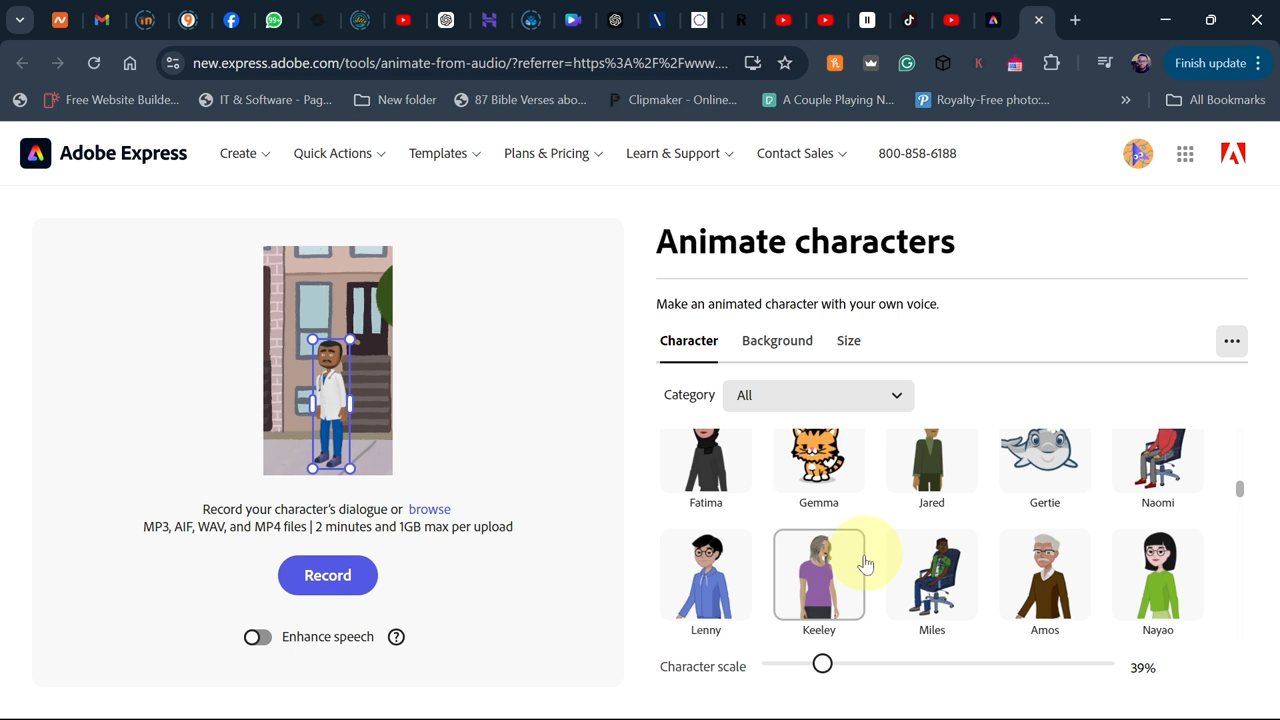 99+
new.express.adobe.com/tools/animate-from-audio/?referrer=https%3A%2F%2Fwww....
Finish update
Free Website Builde...
IT & Software - Pag...
New folder
87 Bible Verses abo...
Clipmaker - Online...
A Couple Playing N...
Royalty-Free photo:...
All Bookmarks
Adobe Express
Create
Quick Actions
Templates
Plans & Pricing
Learn & Support
Contact Sales
800-858-6188
Animate characters
Make an animated character with your own voice.
Character
Background
Size
Category
All
Fatima
Gemma
Jared
Gertie
Naomi
Lenny
Keeley
Miles
Amos
Nayao
Character scale
39%
Record your character's dialogue or browse
MP3, AIF, WAV, and MP4 files | 2 minutes and 1GB max per upload
Record
Enhance speech